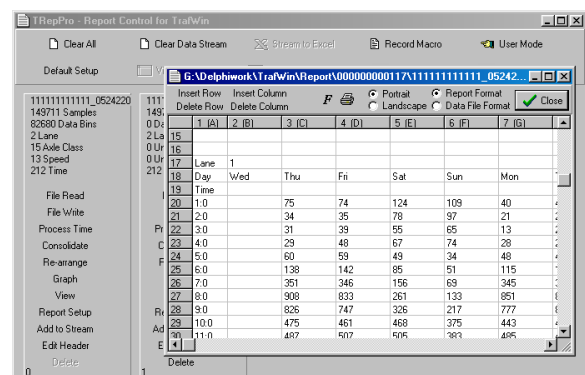 TRepPro - Report Control for TrafWin
Clear All Clear Data Stream Stream to Excel Record Macro User Mode
Default Setup
G:\Delphiwork\TrafWin\Report\000000000117\111111111111_05242...
Insert Row Insert Column
Delete Row Delete Column
F
Portrait Report Format
Landscape Data File Format
Close
111111111111_0524220
149711 Samples
82680 Data Bins
2 Lane
15 Axle Class
13 Speed
212 Time
File Read
File Write
Process Time
Consolidate
Re-arrange
Graph
View
Report Setup
Add to Stream
Edit Header
Delete
0
1
Delete
1 (A) 2 (B) 3 (C) 4 (D) 5 (E) 6 (F) 7 (G)
15
16
17 Lane 1
18 Day Wed Thu Fri Sat Sun Mon
19 Time
20 1:0 75 74 124 109 40
21 2:0 34 35 78 97 21
22 3:0 31 39 55 65 13
23 4:0 29 48 67 74 28
24 5:0 60 59 49 34 48
25 6:0 138 142 85 51 115
26 7:0 351 346 156 69 345
27 8:0 908 833 261 133 851
28 9:0 826 747 326 217 777
29 10:0 475 461 468 375 443
30 11:0 487 507 505 383 485